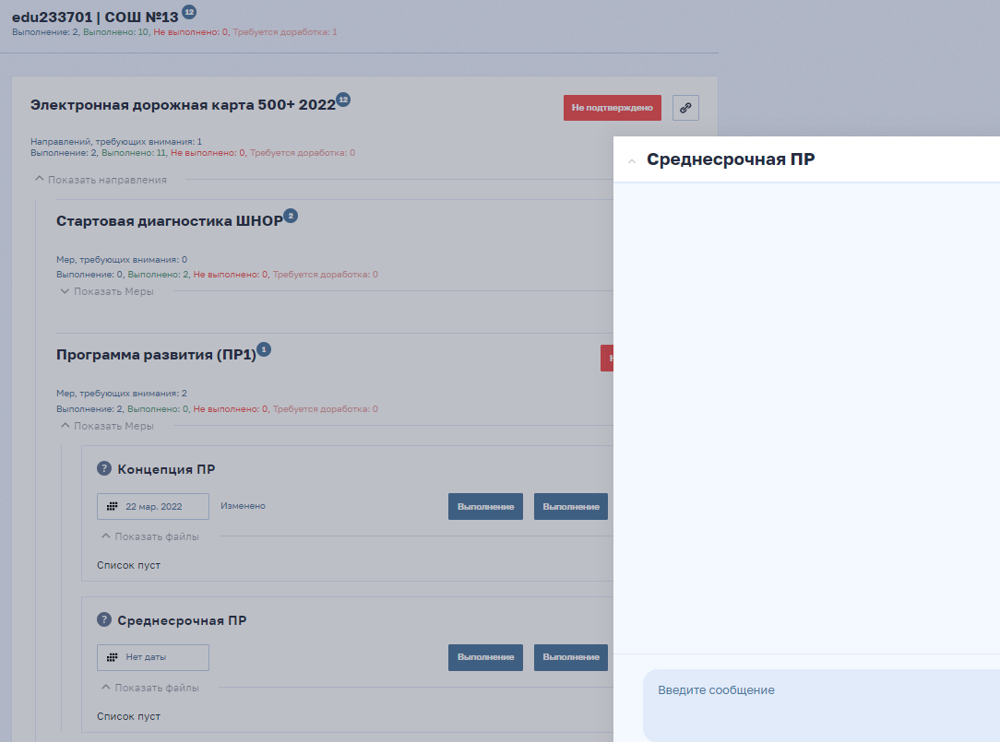 edu233701 | СОШ №13 12
Выполнение: 2, Выполнено: 10, Не выполнено: 0, Требуется доработка: 1
Электронная дорожная карта 500+ 2022 12
Не подтверждено
Направлений, требующих внимания: 1
Выполнение: 2, Выполнено: 11, Не выполнено: 0, Требуется доработка: 0
Показать направления
Стартовая диагностика ШНОР 2
Мер, требующих внимания: 0
Выполнение: 0, Выполнено: 2, Не выполнено: 0, Требуется доработка: 0
Показать Меры
Программа развития (ПР1) 1
Мер, требующих внимания: 2
Выполнение: 2, Выполнено: 0, Не выполнено: 0, Требуется доработка: 0
Показать Меры
? Концепция ПР
22 мар. 2022 Изменено Выполнение Выполнение
Показать файлы
Список пуст
? Среднесрочная ПР
Нет даты Выполнение Выполнение
Показать файлы
Список пуст
Среднесрочная ПР
Введите сообщение